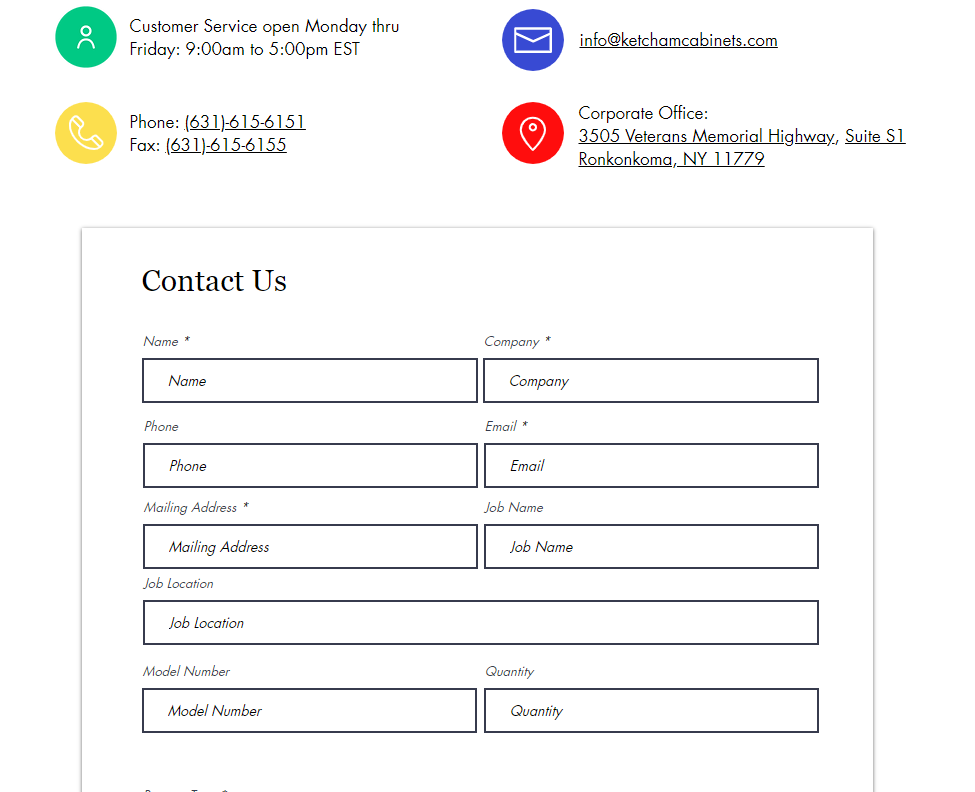 Customer Service open Monday thru
Friday: 9:00am to 5:00pm EST
info@ketchamcabinets.com
Phone: (631)-615-6151
Fax: (631)-615-6155
Corporate Office:
3505 Veterans Memorial Highway, Suite S1
Ronkonkoma, NY 11779
Contact Us
Name *
Company *
Name
Company
Phone
Email *
Phone
Email
Mailing Address *
Job Name
Mailing Address
Job Name
Job Location
Job Location
Model Number
Quantity
Model Number
Quantity